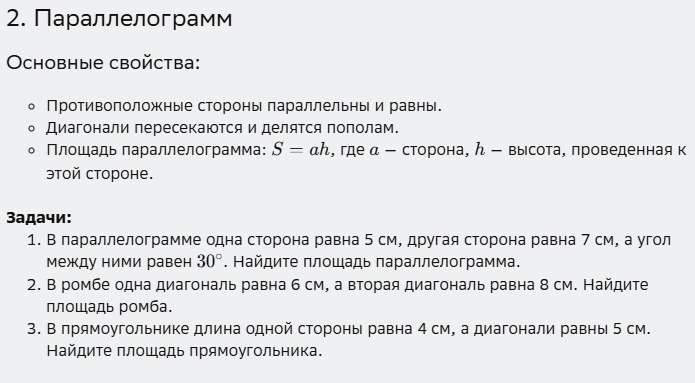 2. Параллелограмм
Основные свойства:
Противоположные стороны параллельны и равны.
Диагонали пересекаются и делятся пополам.
Площадь параллелограмма: S = ah, где a – сторона, h – высота, проведенная к
этой стороне.
Задачи:
1. В параллелограмме одна сторона равна 5 см, другая сторона равна 7 см, а угол
между ними равен 30°. Найдите площадь параллелограмма.
2. В ромбе одна диагональ равна 6 см, а вторая диагональ равна 8 см. Найдите
площадь ромба.
3. В прямоугольнике длина одной стороны равна 4 см, а диагонали равны 5 см.
Найдите площадь прямоугольника.